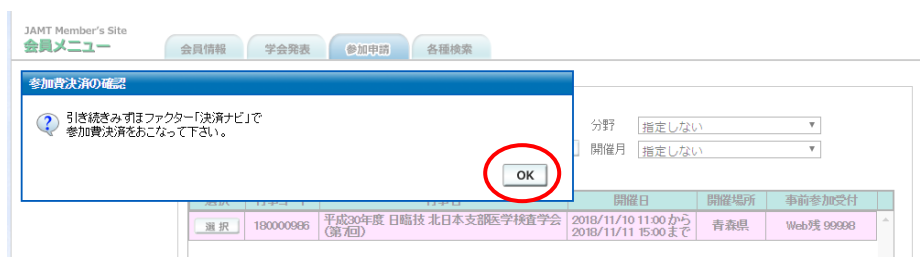 JAMT Member's Site
会員メニュー
会員情報
学会発表
参加申請
各種検索
参加費決済の確認
引き続きみずほファクター「決済ナビ」で
参加費決済をおこなって下さい。
OK
分野
指定しない
開催月
指定しない
開催日
開催場所
事前参加受付
選択
180000986
平成30年度 日臨技 北日本支部医学検査学会
(第7回)
2018/11/10 11:00 から
2018/11/11 15:00 まで
青森県
Web残 99998